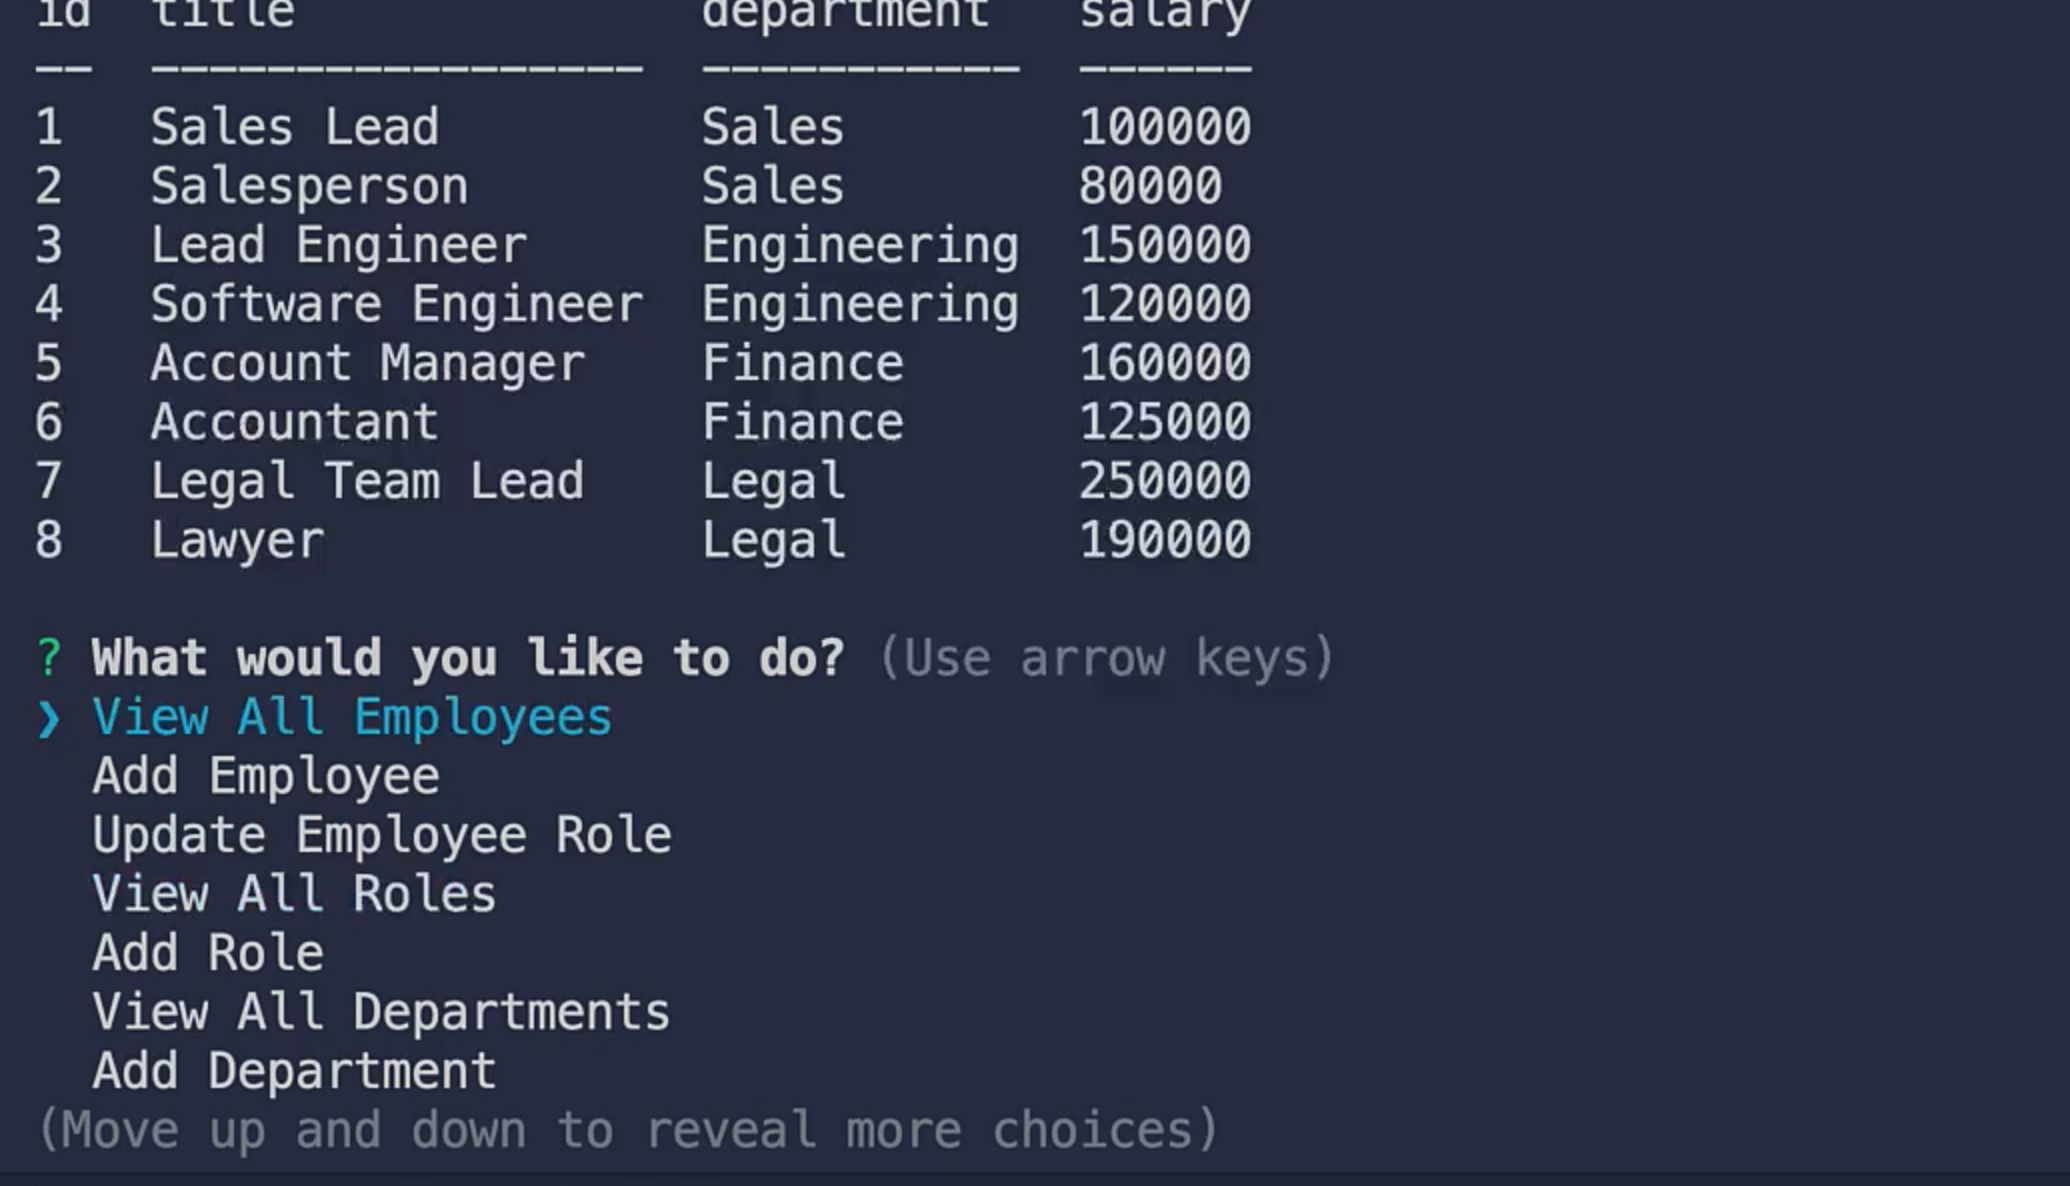 id  title              department   salary
--  -----------------  -----------  ------
1   Sales Lead         Sales        100000
2   Salesperson        Sales        80000
3   Lead Engineer      Engineering  150000
4   Software Engineer  Engineering  120000
5   Account Manager    Finance      160000
6   Accountant         Finance      125000
7   Legal Team Lead    Legal        250000
8   Lawyer             Legal        190000
? What would you like to do? (Use arrow keys)
❯ View All Employees
  Add Employee
  Update Employee Role
  View All Roles
  Add Role
  View All Departments
  Add Department
(Move up and down to reveal more choices)